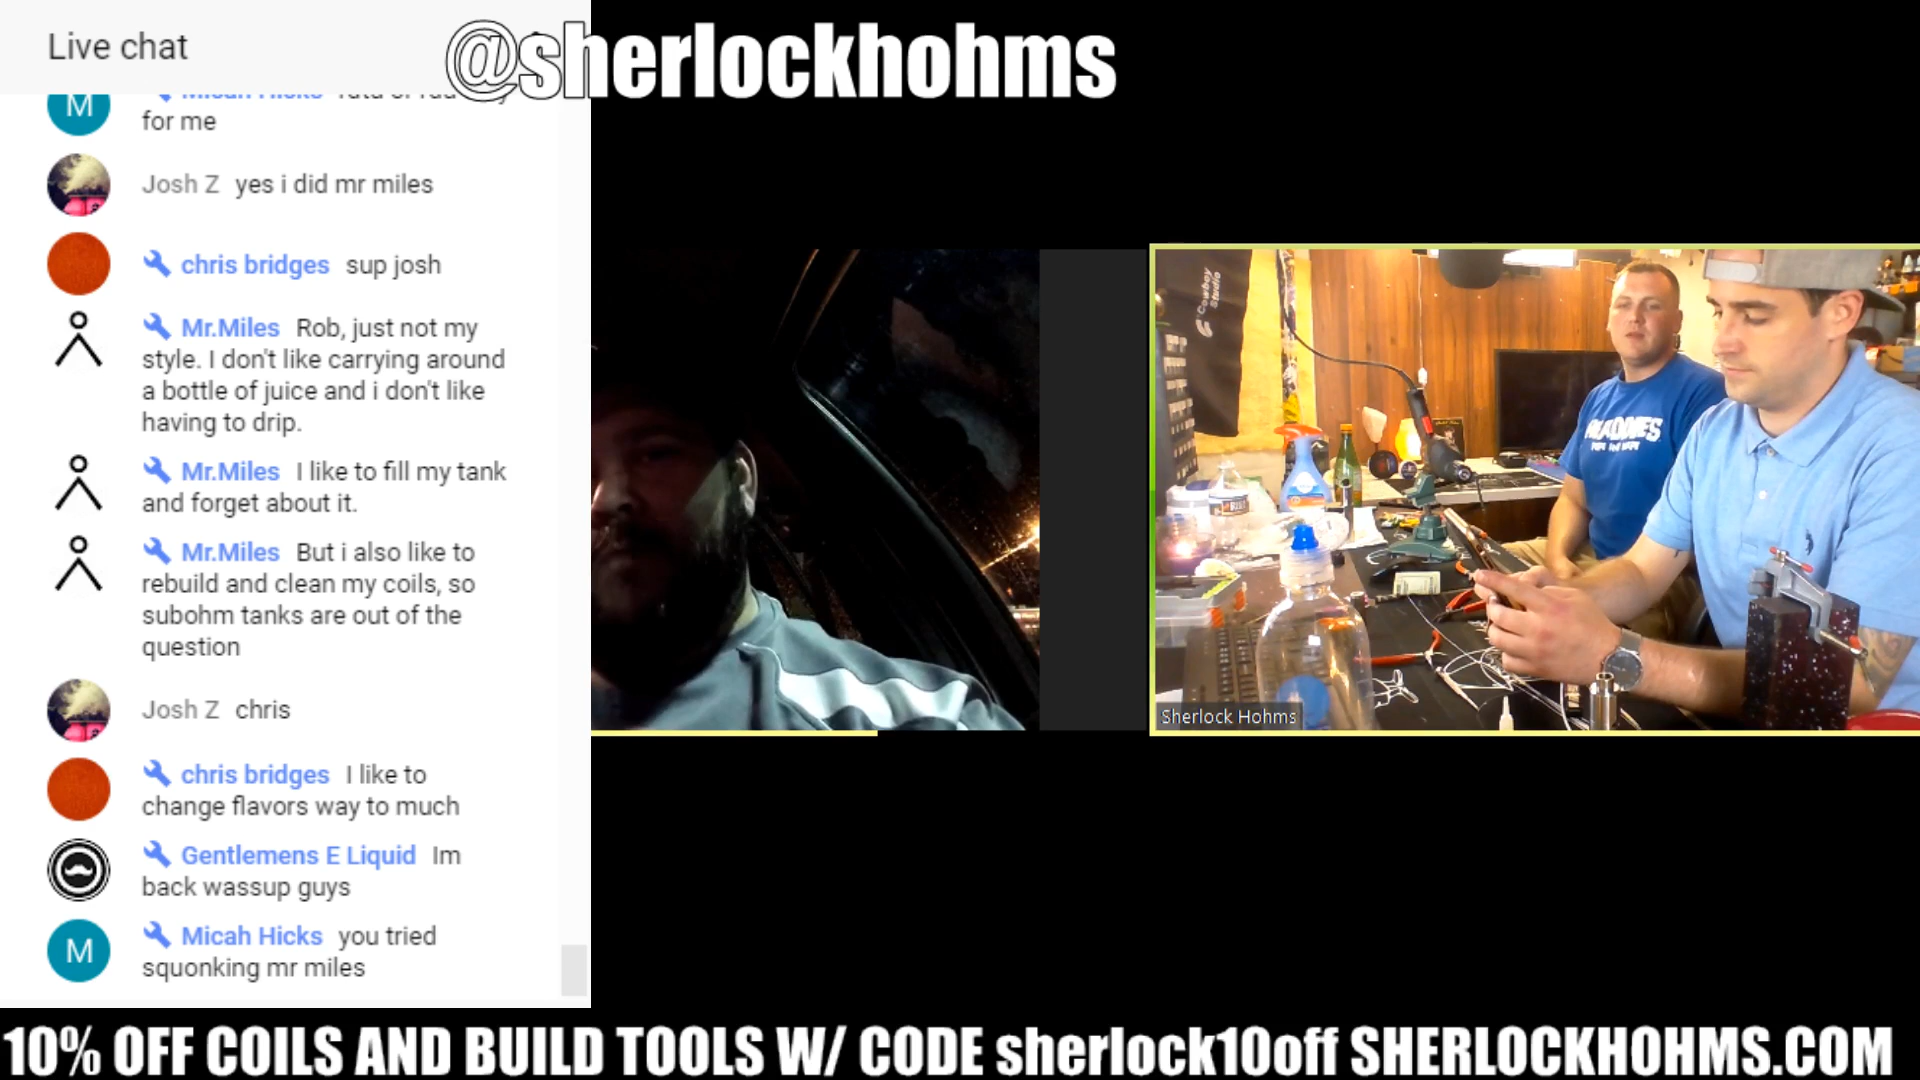 Live chat
@sherlockhohms
Micah Hicks
for me
Josh Z yes i did mr miles
chris bridges sup josh
Mr.Miles Rob, just not my
style. I don't like carrying around
a bottle of juice and i don't like
having to drip.
Mr.Miles I like to fill my tank
and forget about it.
Mr.Miles But i also like to
rebuild and clean my coils, so
subohm tanks are out of the
question
Josh Z chris
chris bridges I like to
change flavors way to much
Gentlemens E Liquid Im
back wassup guys
M Micah Hicks you tried
squonking mr miles
Cowboy
Studio
Sherlock Hohms
10% OFF COILS AND BUILD TOOLS W/ CODE sherlock10off SHERLOCKHOHMS.COM